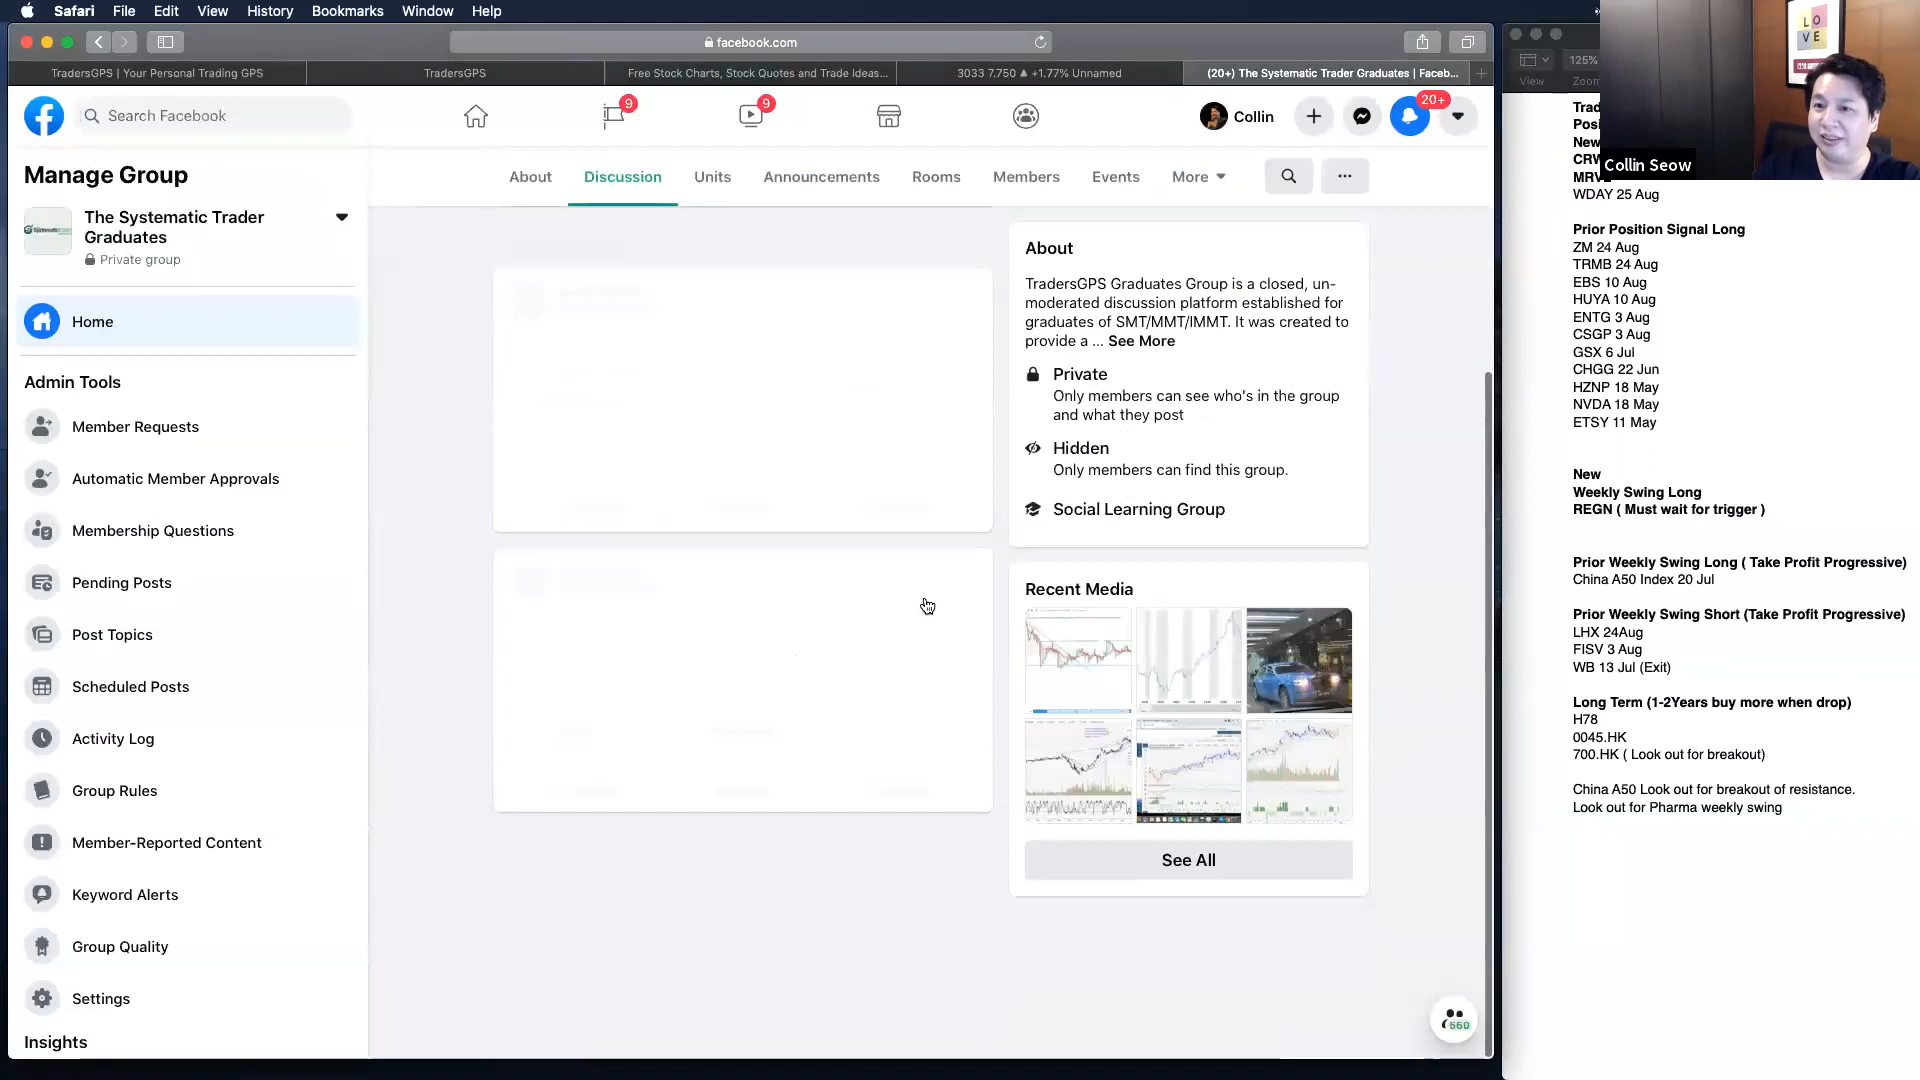 Safari File Edit View History Bookmarks Window Help
facebook.com
TradersGPS | Your Personal Trading GPS
TradersGPS
Free Stock Charts, Stock Quotes and Trade Ideas...
3033 7.750 ▲ +1.77% Unnamed
(20+) The Systematic Trader Graduates | Faceb...
Search Facebook
9
9
Collin
20+
Manage Group
The Systematic Trader
Graduates
Private group
Home
Admin Tools
Member Requests
Automatic Member Approvals
Membership Questions
Pending Posts
Post Topics
Scheduled Posts
Activity Log
Group Rules
Member-Reported Content
Keyword Alerts
Group Quality
Settings
Insights
About Discussion Units Announcements Rooms Members Events More
About
TradersGPS Graduates Group is a closed, un-
moderated discussion platform established for
graduates of SMT/MMT/IMMT. It was created to
provide a ... See More
Private
Only members can see who's in the group
and what they post
Hidden
Only members can find this group.
Social Learning Group
Recent Media
See All
560
125%
View Zoom
LO
VE
Collin Seow
Trad
Posi
New
CRW
WDAY 25 Aug
Prior Position Signal Long
ZM 24 Aug
TRMB 24 Aug
EBS 10 Aug
HUYA 10 Aug
ENTG 3 Aug
CSGP 3 Aug
GSX 6 Jul
CHGG 22 Jun
HZNP 18 May
NVDA 18 May
ETSY 11 May
New
Weekly Swing Long
REGN ( Must wait for trigger )
Prior Weekly Swing Long ( Take Profit Progressive)
China A50 Index 20 Jul
Prior Weekly Swing Short (Take Profit Progressive)
LHX 24Aug
FISV 3 Aug
WB 13 Jul (Exit)
Long Term (1-2Years buy more when drop)
H78
0045.HK
700.HK ( Look out for breakout)
China A50 Look out for breakout of resistance.
Look out for Pharma weekly swing